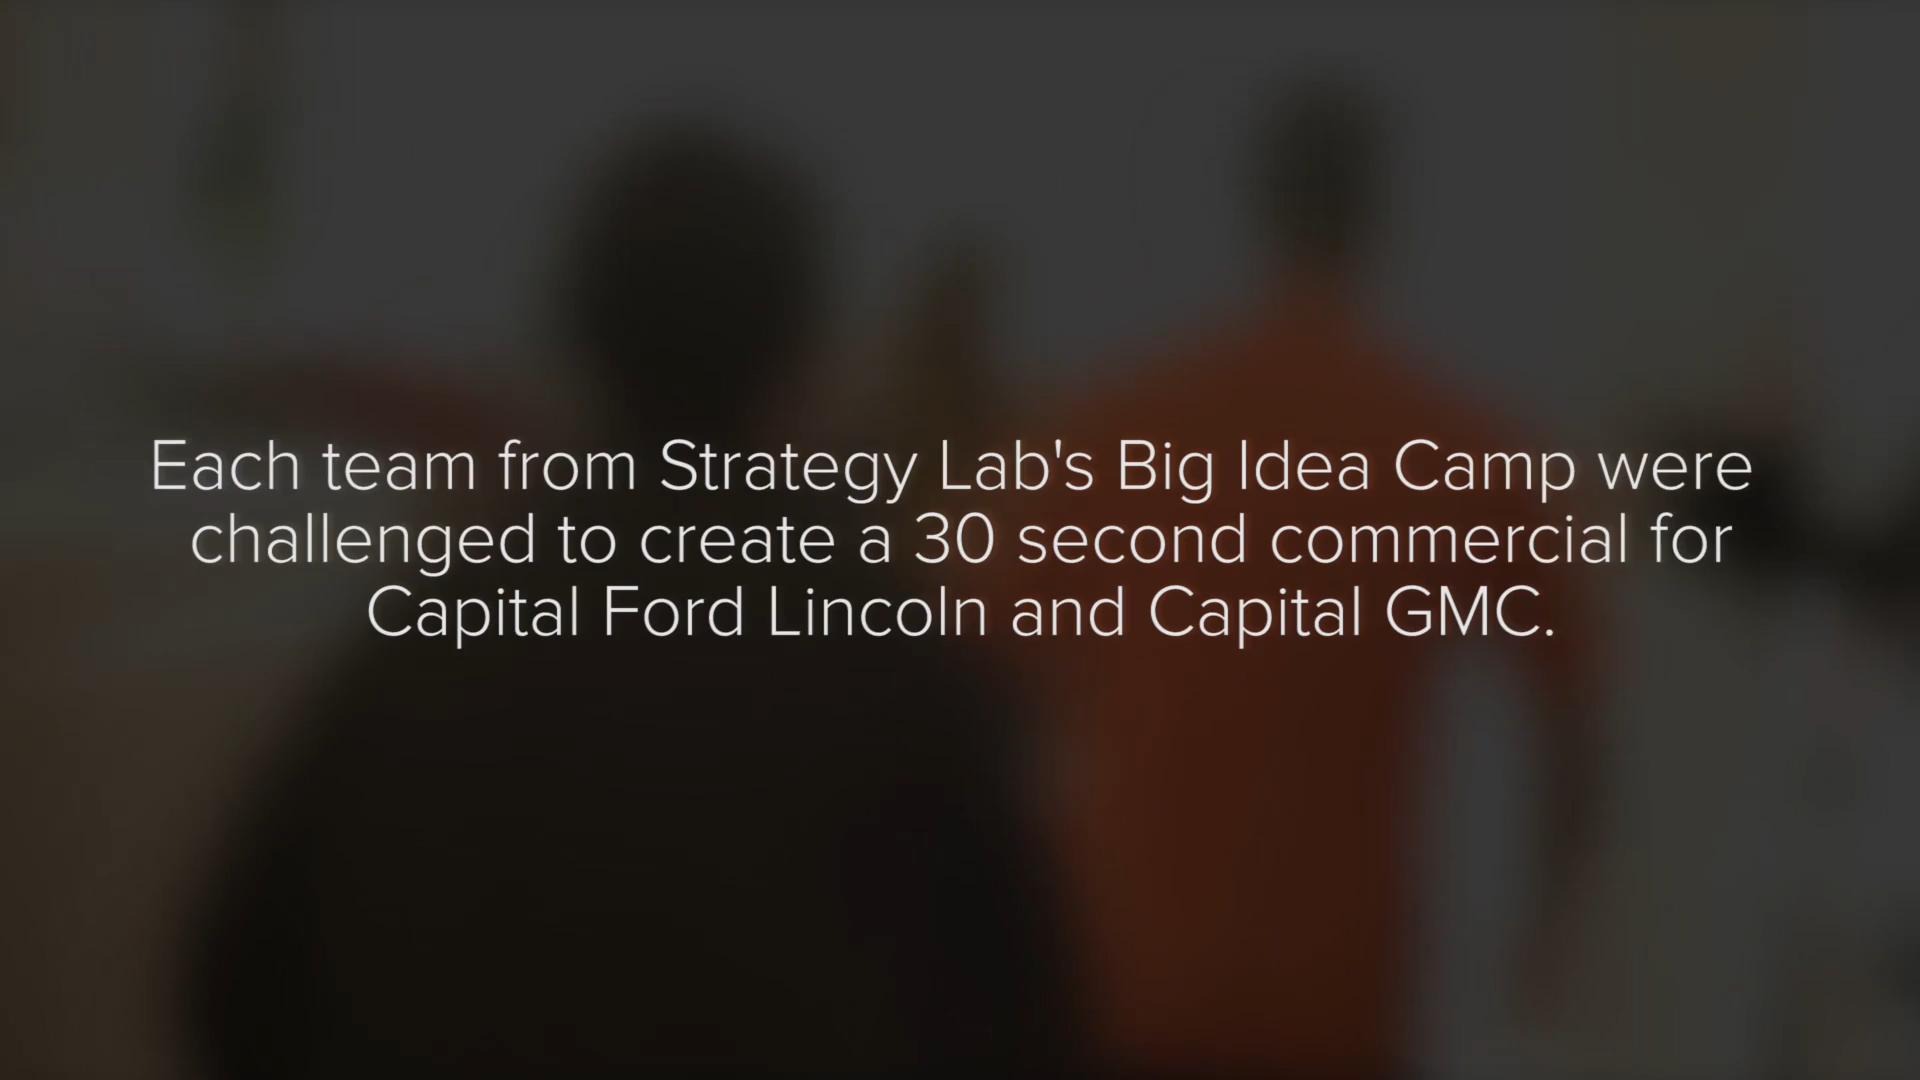 Each team from Strategy Lab's Big Idea Camp were
challenged to create a 30 second commercial for
Capital Ford Lincoln and Capital GMC.